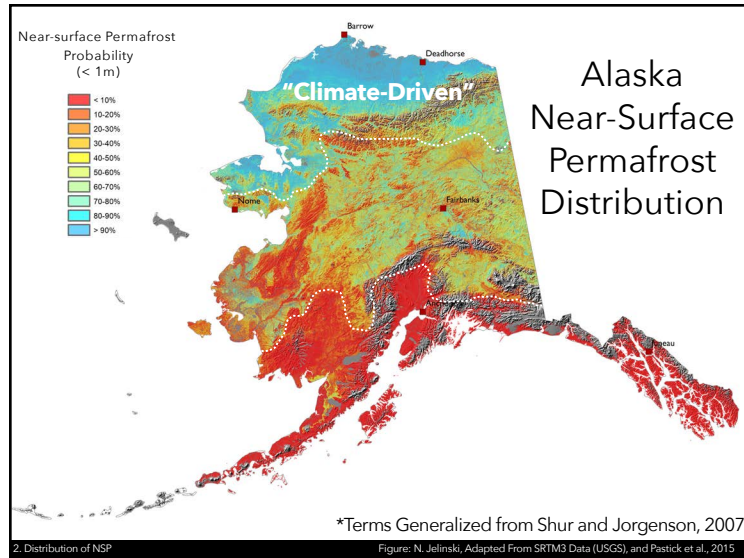 Near-Surface Permafrost
Probability
(< 1m)
< 10%
10-20%
20-30%
30-40%
40-50%
50-60%
60-70%
70-80%
80-90%
> 90%
Barrow
Deadhorse
"Climate-Driven"
Nome
Fairbanks
Juneau
Alaska
Near-Surface
Permafrost
Distribution
*Terms Generalized from Shur and Jorgenson, 2007
2. Distribution of NSP
Figure: N. Jelinski, Adapted From SRTM3 Data (USGS), and Pastick et al., 2015